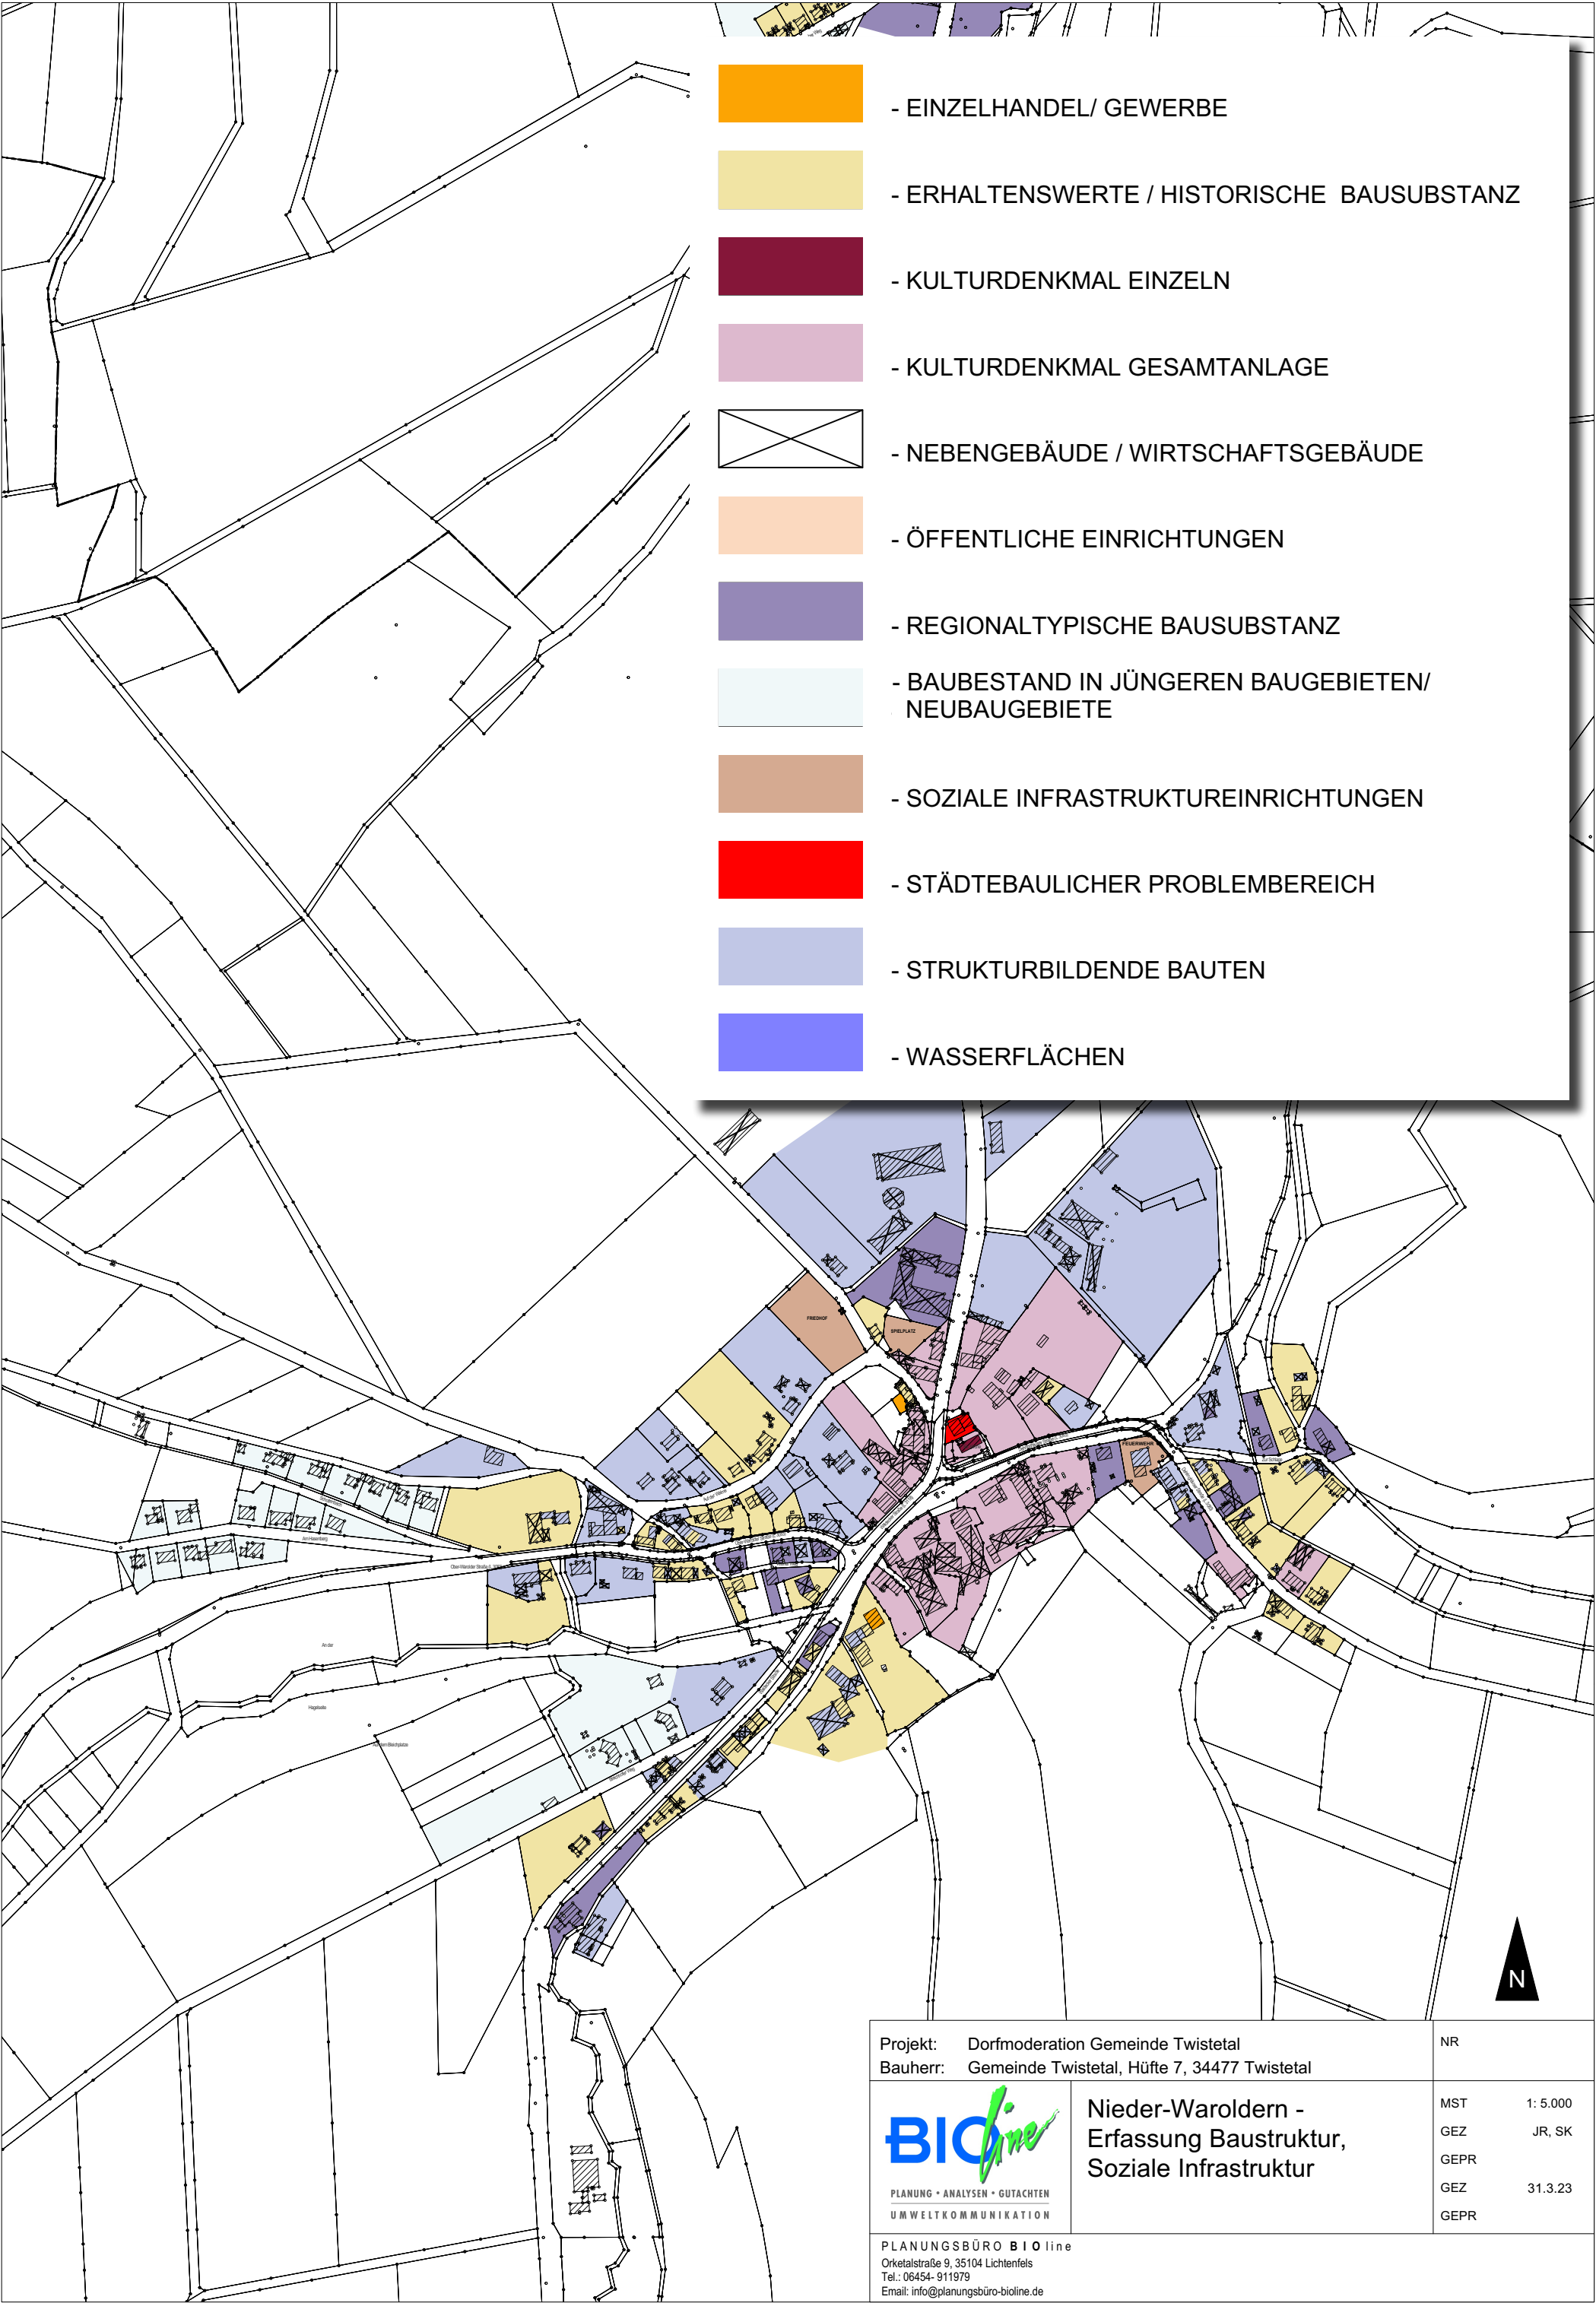 - EINZELHANDEL/ GEWERBE
- ERHALTENSWERTE / HISTORISCHE BAUSUBSTANZ
- KULTURDENKMAL EINZELN
- KULTURDENKMAL GESAMTANLAGE
- NEBENGEBÄUDE / WIRTSCHAFTSGEBÄUDE
- ÖFFENTLICHE EINRICHTUNGEN
- REGIONALTYPISCHE BAUSUBSTANZ
- BAUBESTAND IN JÜNGEREN BAUGEBIETEN/
NEUBAUGEBIETE
- SOZIALE INFRASTRUKTUREINRICHTUNGEN
- STÄDTEBAULICHER PROBLEMBEREICH
- STRUKTURBILDENDE BAUTEN
- WASSERFLÄCHEN
FRIEDHOF
SPIELPLATZ
FEUERWEHR
An der
N
Projekt: Dorfmoderation Gemeinde Twistetal
Bauherr: Gemeinde Twistetal, Hüfte 7, 34477 Twistetal
NR
BIOline
PLANUNG • ANALYSEN • GUTACHTEN
UMWELTKOMMUNIKATION
Nieder-Waroldern -
Erfassung Baustruktur,
Soziale Infrastruktur
MST 1: 5.000
GEZ JR, SK
GEPR
GEZ 31.3.23
GEPR
PLANUNGSBÜRO BIOline
Orketalstraße 9, 35104 Lichtenfels
Tel.: 06454- 911979
Email: info@planungsbüro-bioline.de